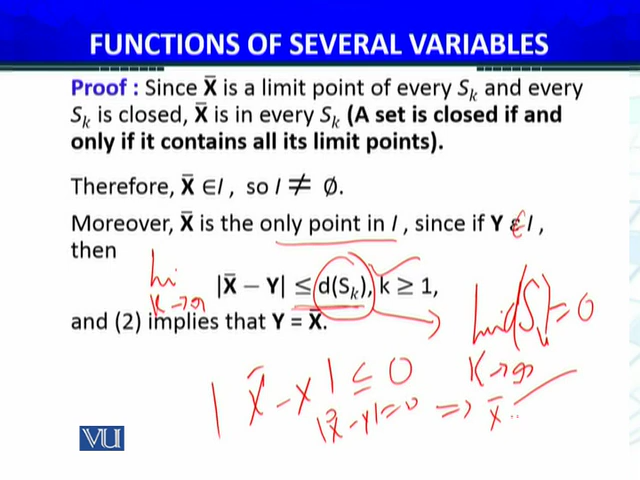 FUNCTIONS OF SEVERAL VARIABLES
Proof : Since X̄ is a limit point of every Sₖ and every
Sₖ is closed, X̄ is in every Sₖ (A set is closed if and
only if it contains all its limit points).
Therefore, X̄ ∈ I , so I ≠ ∅.
Moreover, X̄ is the only point in I , since if Y ∈ I ,
then
lim
k→∞
|X̄ − Y| ≤ d(Sₖ), k ≥ 1,
lim d(Sₖ) = 0
k→∞
and (2) implies that Y = X̄.
| X̄ − Y | ≤ 0
|X̄ − Y| = 0 ⇒ X̄
VU